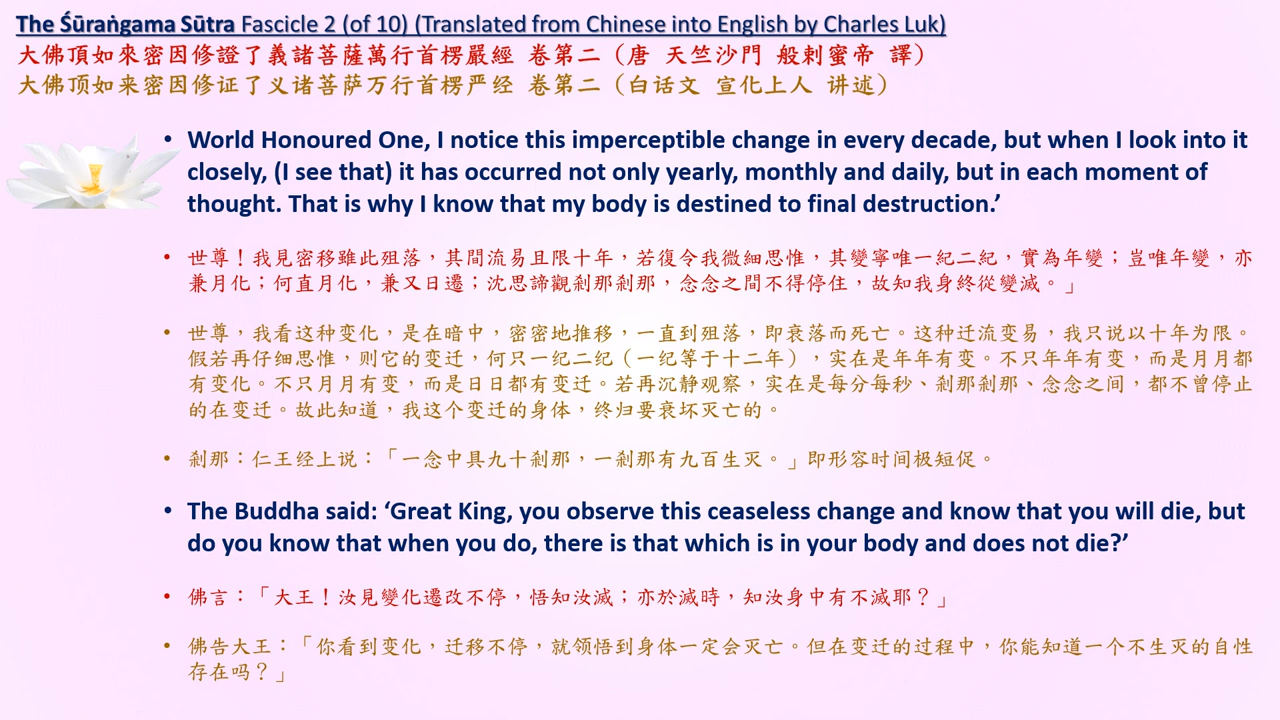 The Śūraṅgama Sūtra Fascicle 2 (of 10) (Translated from Chinese into English by Charles Luk)
大佛頂如來密因修證了義諸菩薩萬行首楞嚴經 卷第二（唐 天竺沙門 般剌蜜帝 譯）
大佛顶如来密因修证了义诸菩萨万行首楞严经 卷第二（白话文 宣化上人 讲述）
• World Honoured One, I notice this imperceptible change in every decade, but when I look into it
closely, (I see that) it has occurred not only yearly, monthly and daily, but in each moment of
thought. That is why I know that my body is destined to final destruction.’
• 世尊！我見密移雖此殂落，其間流易且限十年，若復令我微細思惟，其變寧唯一紀二紀，實為年變；豈唯年變，亦
兼月化；何直月化，兼又日遷；沈思諦觀剎那剎那，念念之間不得停住，故知我身終從變滅。」
• 世尊，我看这种变化，是在暗中，密密地推移，一直到殂落，即衰落而死亡。这种迁流变易，我只说以十年为限。
假若再仔细思惟，则它的变迁，何只一纪二纪（一纪等于十二年），实在是年年有变。不只年年有变，而是月月都
有变化。不只月月有变，而是日日都有变迁。若再沉静观察，实在是每分每秒、剎那剎那、念念之间，都不曾停止
的在变迁。故此知道，我这个变迁的身体，终归要衰坏灭亡的。
• 剎那：仁王经上说：「一念中具九十剎那，一剎那有九百生灭。」即形容时间极短促。
• The Buddha said: ‘Great King, you observe this ceaseless change and know that you will die, but
do you know that when you do, there is that which is in your body and does not die?’
• 佛言：「大王！汝見變化遷改不停，悟知汝滅；亦於滅時，知汝身中有不滅耶？」
• 佛告大王：「你看到变化，迁移不停，就领悟到身体一定会灭亡。但在变迁的过程中，你能知道一个不生灭的自性
存在吗？」